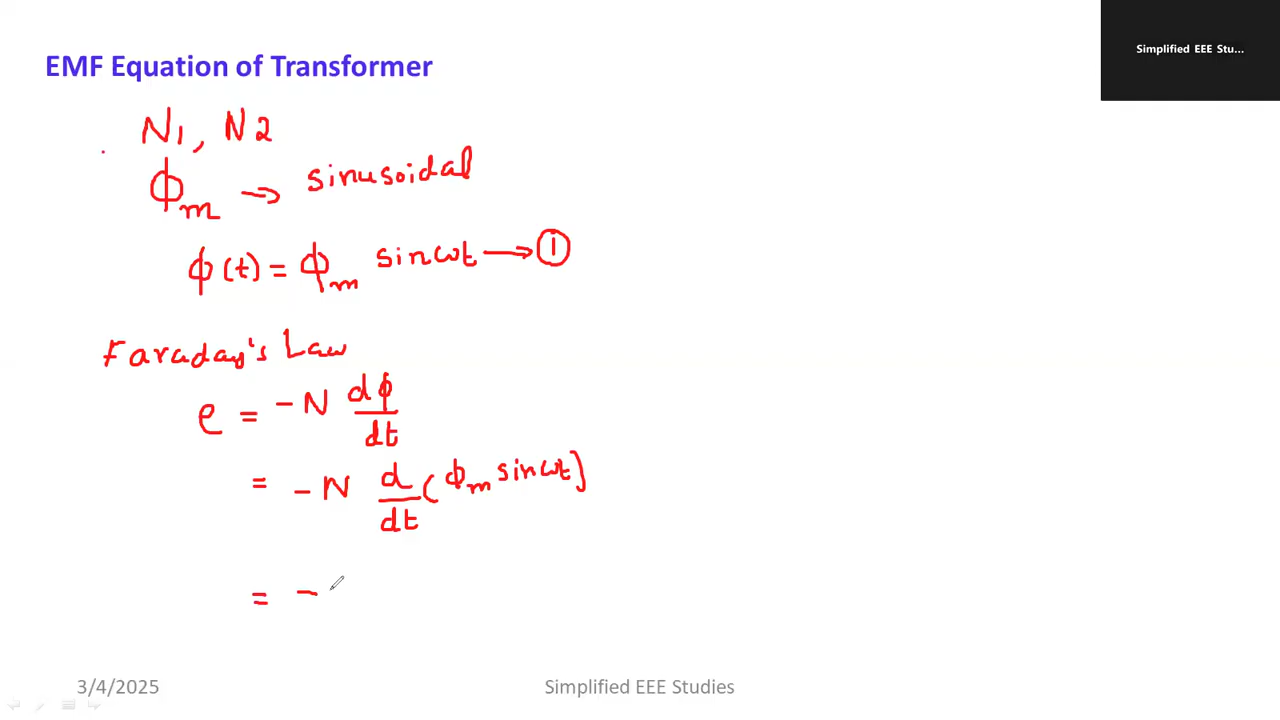 Simplified EEE Stu...
EMF Equation of Transformer
N1, N2
ϕm → sinusoidal
ϕ(t) = ϕm sinωt → ①
Faraday's Law
e = -N dϕ/dt
= -N d/dt (ϕm sinωt)
= -
3/4/2025
Simplified EEE Studies